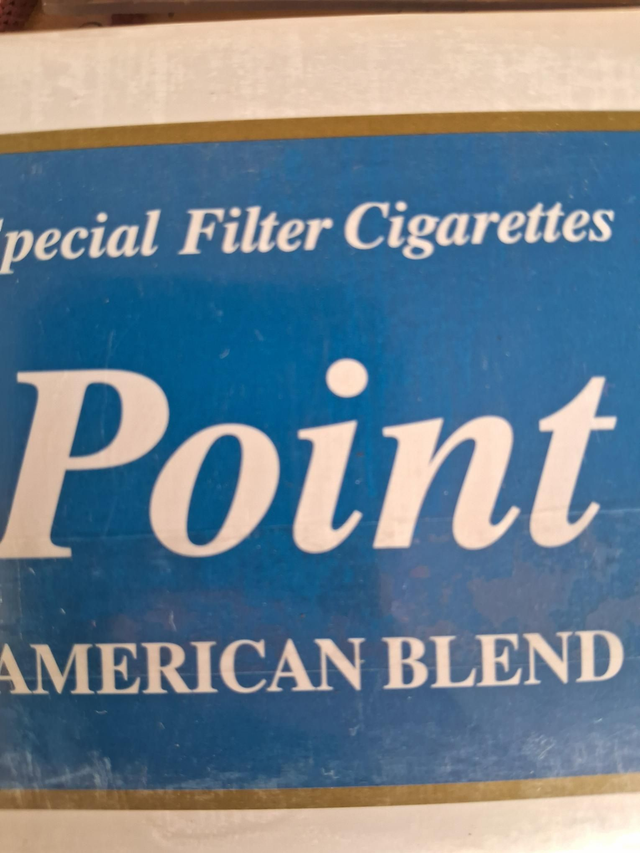 Special Filter Cigarettes
Point
AMERICAN BLEND